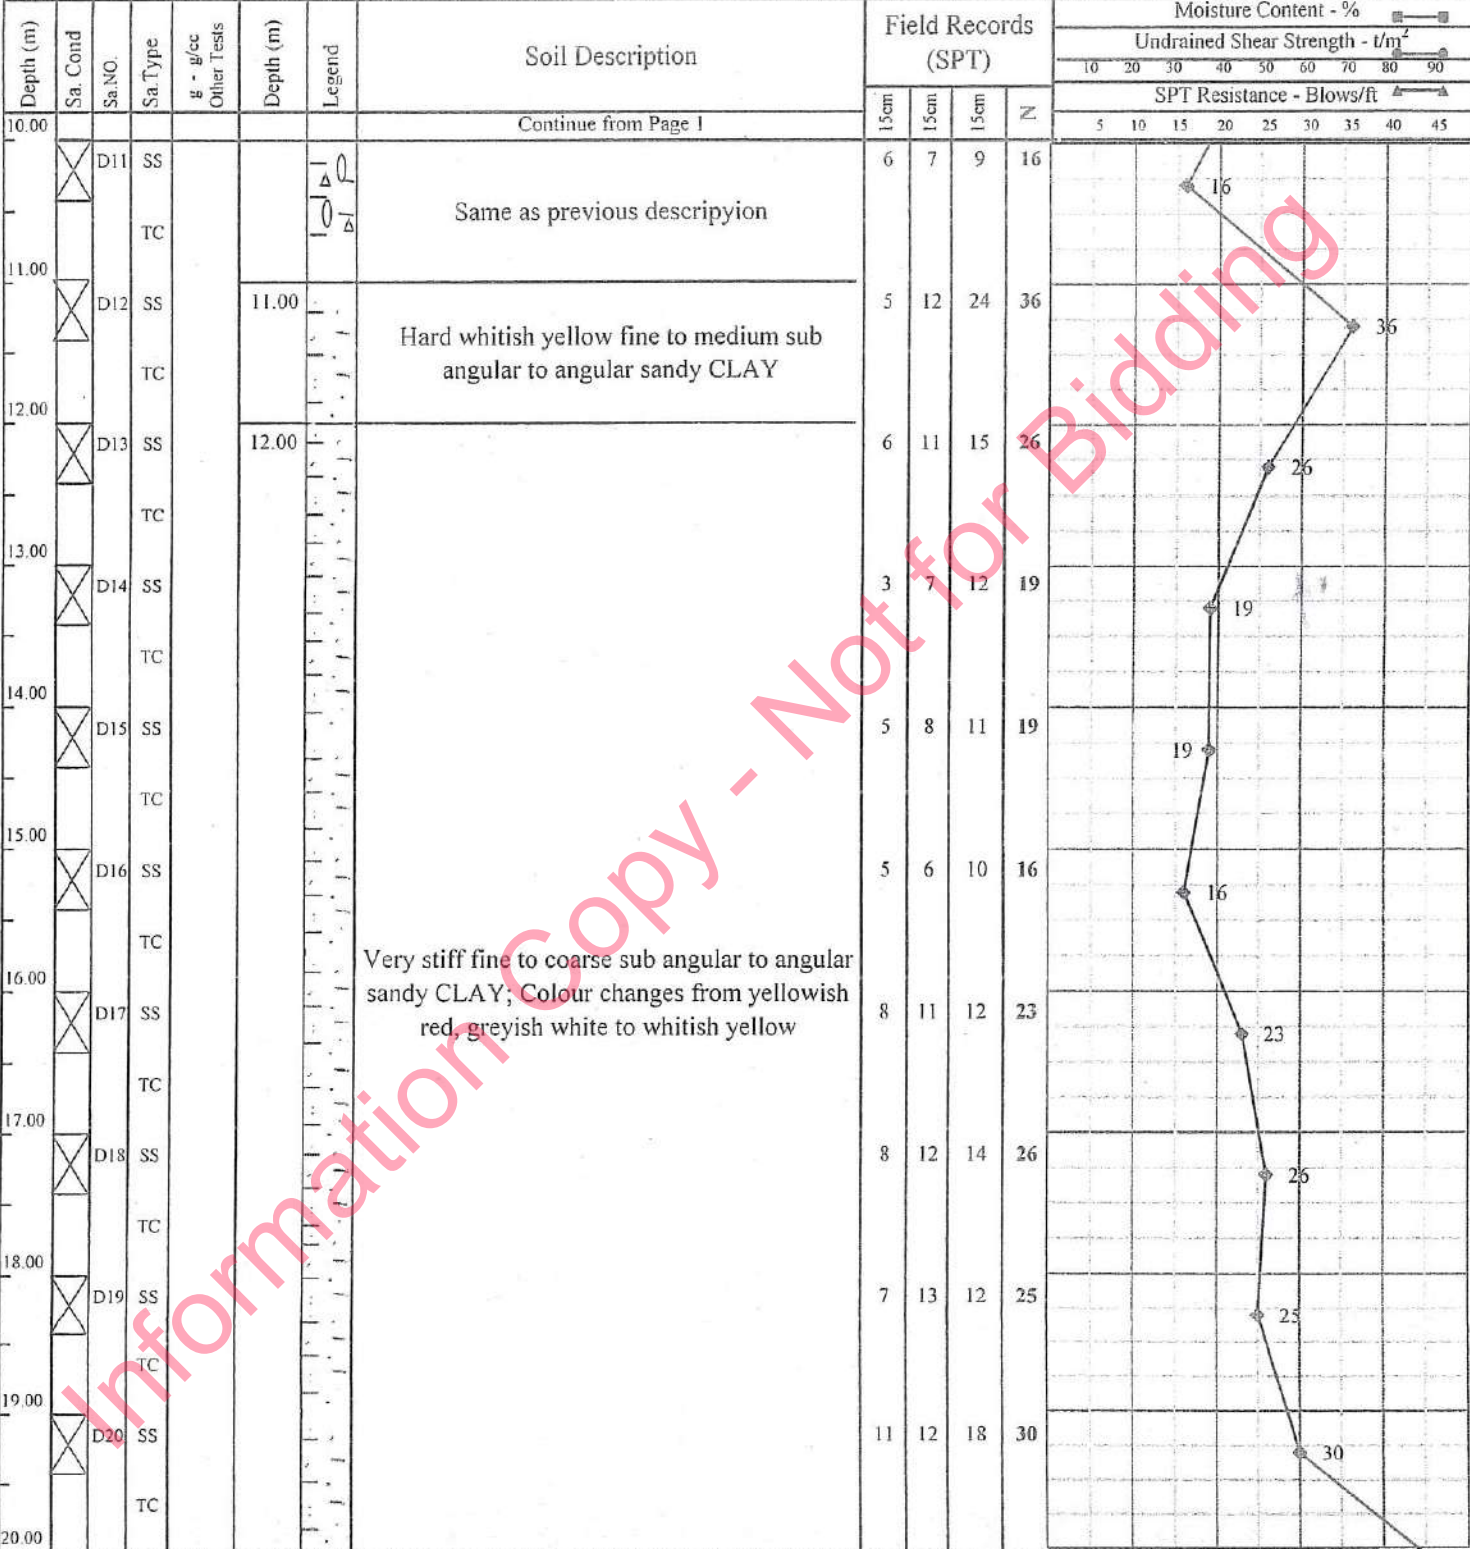 Depth (m) Sa. Cond Sa.NO. Sa.Type g - g/cc Other Tests Depth (m) Legend Soil Description Field Records (SPT) Moisture Content - %
Undrained Shear Strength - t/m²
10 20 30 40 50 60 70 80 90
SPT Resistance - Blows/ft
15cm 15cm 15cm N
5 10 15 20 25 30 35 40 45
10.00 Continue from Page 1
D11 SS 6 7 9 16
16
Same as previous descripyion
TC
11.00
D12 SS 11.00 5 12 24 36
36
Hard whitish yellow fine to medium sub
angular to angular sandy CLAY
TC
12.00
D13 SS 12.00 6 11 15 26
26
TC
13.00
D14 SS 3 7 12 19
19
TC
14.00
D15 SS 5 8 11 19
19
TC
15.00
D16 SS 5 6 10 16
16
TC
Very stiff fine to coarse sub angular to angular
16.00
sandy CLAY; Colour changes from yellowish
D17 SS 8 11 12 23
red, greyish white to whitish yellow
23
TC
17.00
D18 SS 8 12 14 26
26
TC
18.00
D19 SS 7 13 12 25
25
TC
19.00
D20 SS 11 12 18 30
30
TC
20.00
Information Copy - Not for Bidding